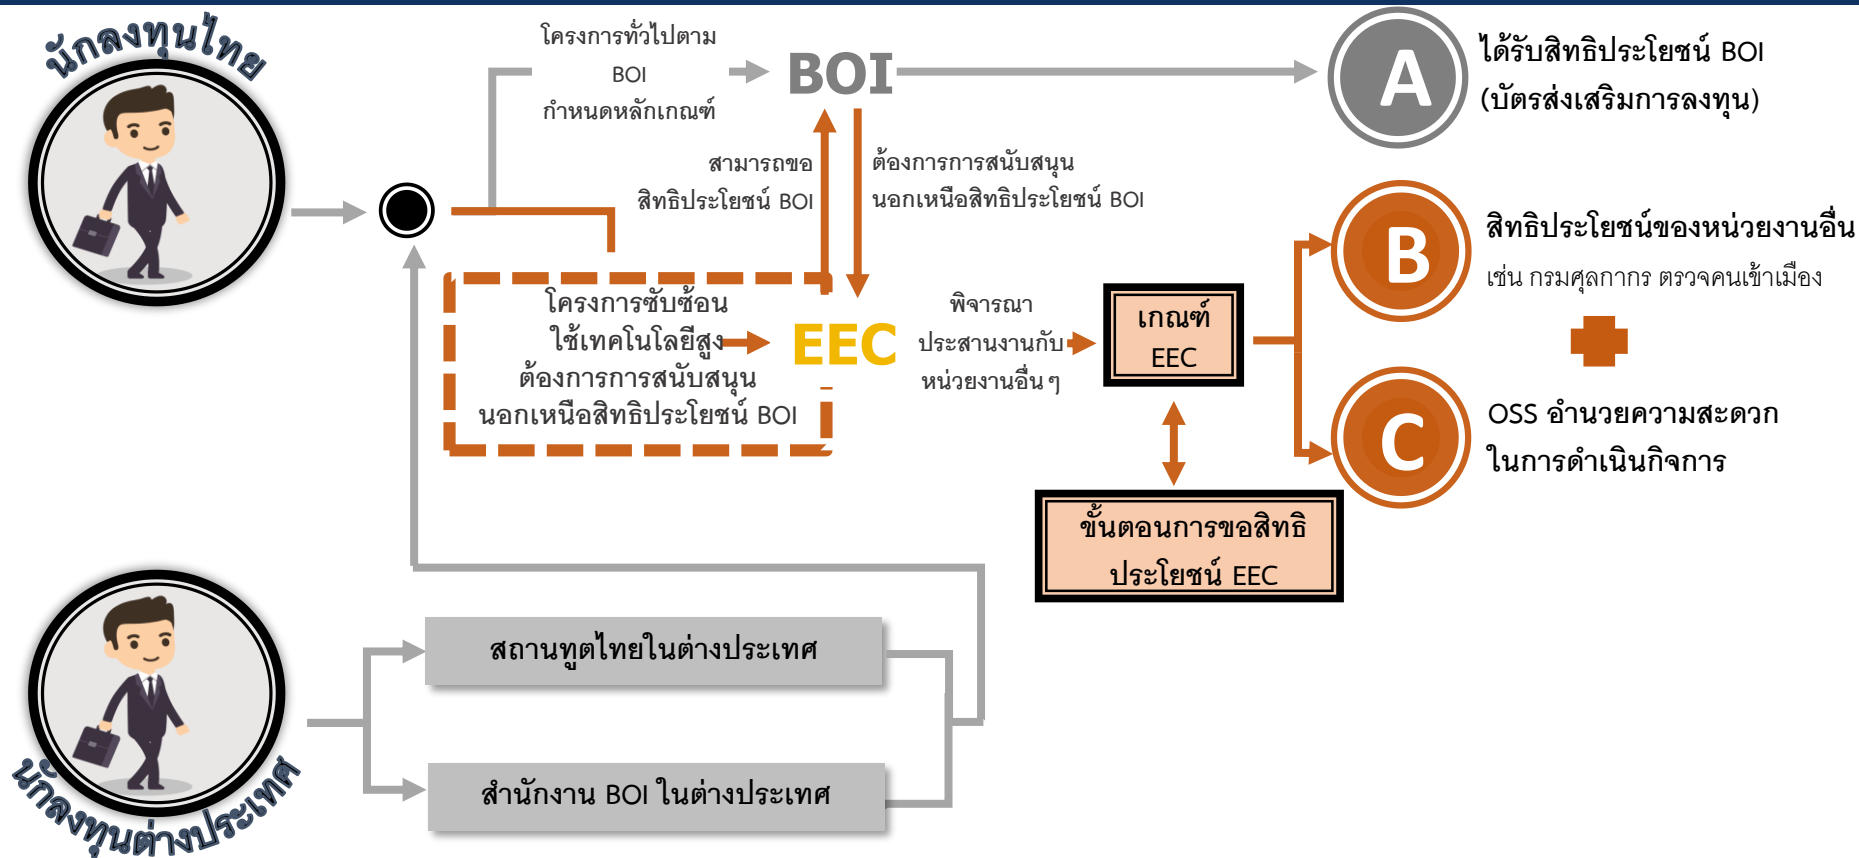 นักลงทุนไทย
โครงการทั่วไปตาม
BOI
กำหนดหลักเกณฑ์
BOI
A
ได้รับสิทธิประโยชน์ BOI
(บัตรส่งเสริมการลงทุน)
สามารถขอ
สิทธิประโยชน์ BOI
ต้องการการสนับสนุน
นอกเหนือสิทธิประโยชน์ BOI
B
สิทธิประโยชน์ของหน่วยงานอื่น
เช่น กรมศุลกากร ตรวจคนเข้าเมือง
โครงการซับซ้อน
ใช้เทคโนโลยีสูง
ต้องการการสนับสนุน
นอกเหนือสิทธิประโยชน์ BOI
EEC
พิจารณา
ประสานงานกับ
หน่วยงานอื่น ๆ
เกณฑ์
EEC
C
OSS อำนวยความสะดวก
ในการดำเนินกิจการ
ขั้นตอนการขอสิทธิ
ประโยชน์ EEC
สถานทูตไทยในต่างประเทศ
สำนักงาน BOI ในต่างประเทศ
นักลงทุนต่างประเทศ